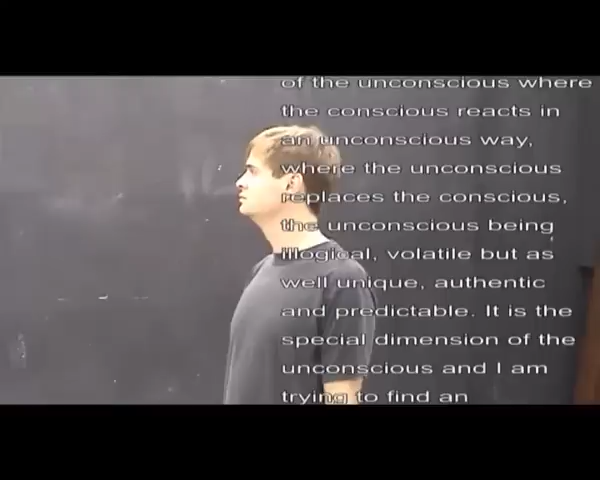 of the unconscious where
the conscious reacts in
an unconscious way,
where the unconscious
replaces the conscious,
the unconscious being
illogical, volatile but as
well unique, authentic
and predictable. It is the
special dimension of the
unconscious and I am
trying to find an